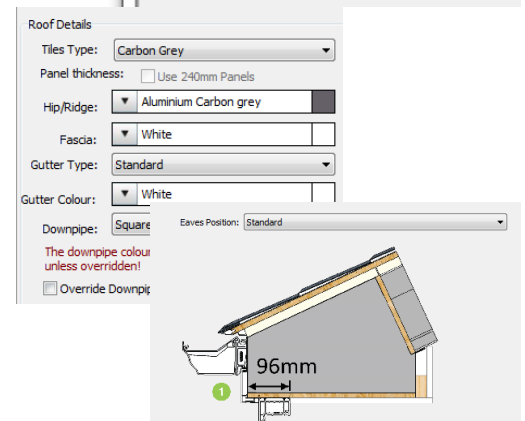 Roof Details
Tiles Type: Carbon Grey
Panel thickness: Use 240mm Panels
Hip/Ridge: Aluminium Carbon grey
Fascia: White
Gutter Type: Standard
Gutter Colour: White
Downpipe: Square
The downpipe colour
unless overridden!
Override
Eaves Position: Standard
96mm
1